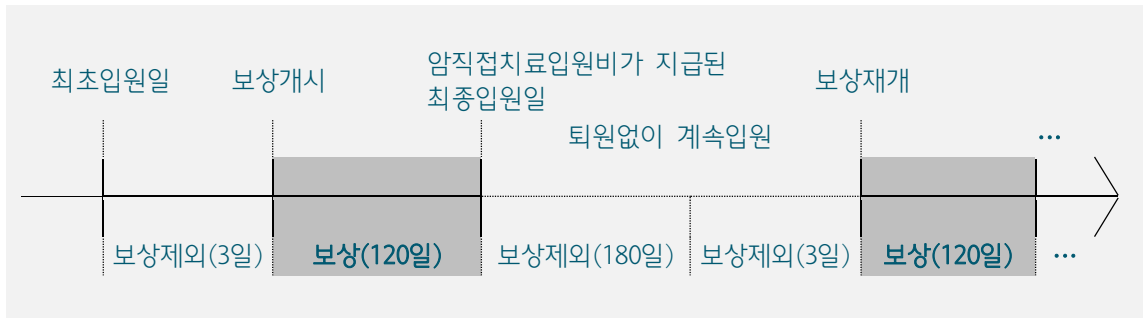 최초입원일
보상개시
암직접치료입원비가 지급된
최종입원일
보상재개
퇴원없이 계속입원
...
보상제외(3일)
보상(120일)
보상제외(180일)
보상제외(3일)
보상(120일)
...